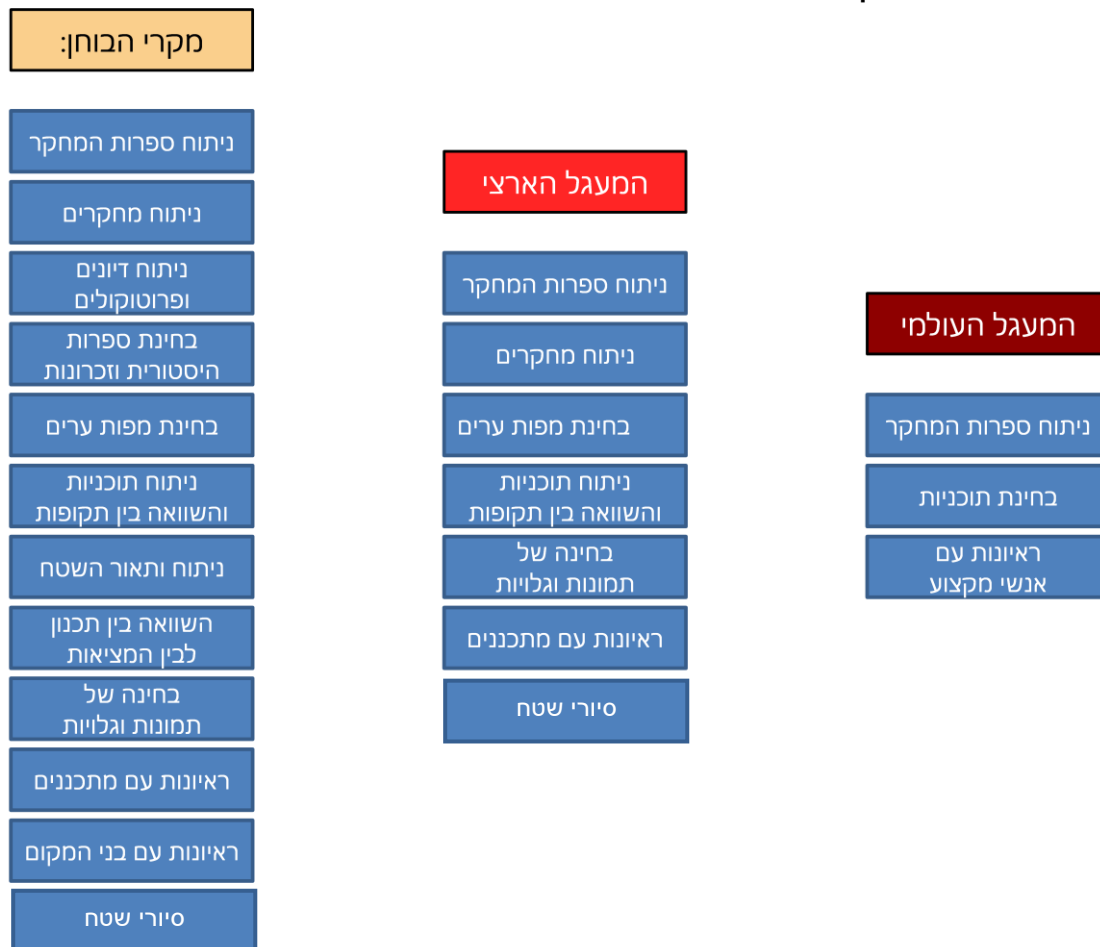 המעגל העולמי
ניתוח ספרות המחקר
בחינת תוכניות
ראיונות עם
אנשי מקצוע
המעגל הארצי
ניתוח ספרות המחקר
ניתוח מחקרים
בחינת מפות ערים
ניתוח תוכניות
והשוואה בין תקופות
בחינה של
תמונות וגלויות
ראיונות עם מתכננים
סיורי שטח
מקרי הבוחן:
ניתוח ספרות המחקר
ניתוח מחקרים
ניתוח דיונים
ופרוטוקולים
בחינת ספרות
היסטורית וזכרונות
בחינת מפות ערים
ניתוח תוכניות
והשוואה בין תקופות
ניתוח ותאור השטח
השוואה בין תכנון
לבין המציאות
בחינה של
תמונות וגלויות
ראיונות עם מתכננים
ראיונות עם בני המקום
סיורי שטח